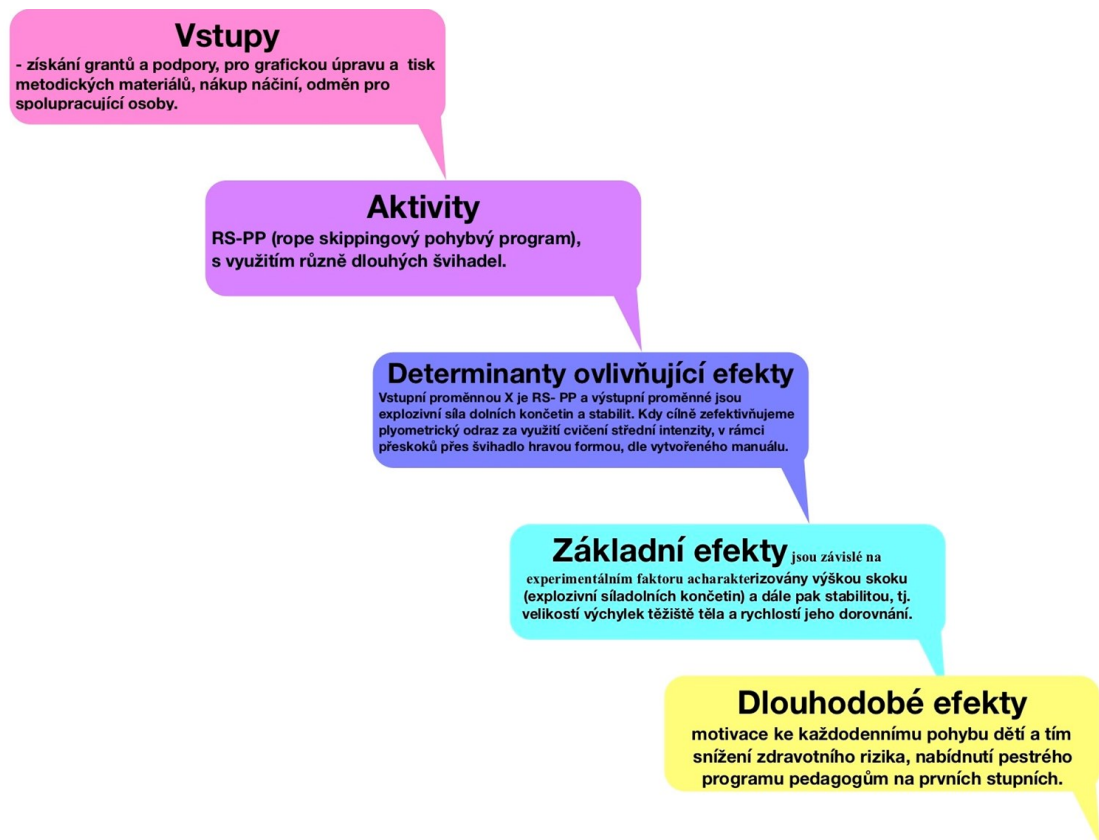 Vstupy
- získání grantů a podpory, pro grafickou úpravu a tisk
metodických materiálů, nákup náčiní, odměn pro
spolupracující osoby.
Aktivity
RS-PP (rope skippingový pohybvý program),
s využitím různě dlouhých švihadel.
Determinanty ovlivňující efekty
Vstupní proměnnou X je RS- PP a výstupní proměnné jsou
explozivní síla dolních končetin a stabilit. Kdy cílně zefektivňujeme
plyometrický odraz za využití cvičení střední intenzity, v rámci
přeskoků přes švihadlo hravou formou, dle vytvořeného manuálu.
Základní efekty jsou závislé na
experimentálním faktoru acharakterizovány výškou skoku
(explozivní síladolních končetin) a dále pak stabilitou, tj.
velikostí výchylek těžiště těla a rychlostí jeho dorovnání.
Dlouhodobé efekty
motivace ke každodennímu pohybu dětí a tím
snížení zdravotního rizika, nabídnutí pestrého
programu pedagogům na prvních stupních.